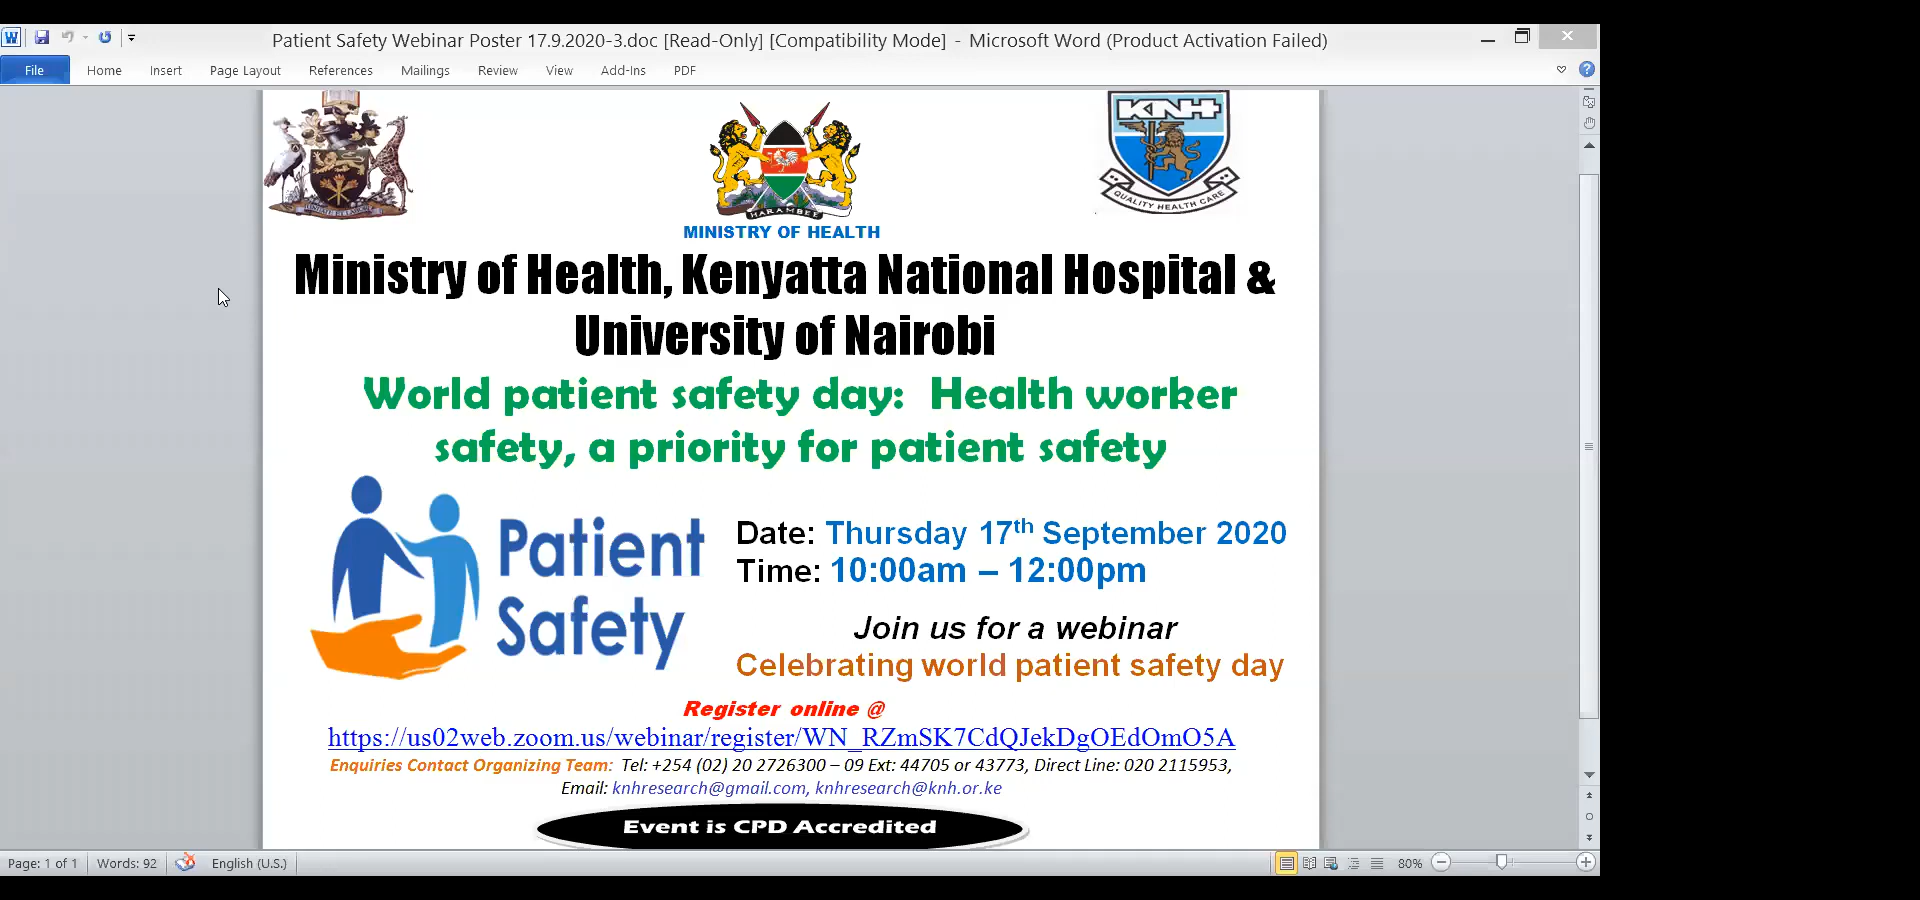 Patient Safety Webinar Poster 17.9.2020-3.doc [Read-Only] [Compatibility Mode] - Microsoft Word (Product Activation Failed)
File Home Insert Page Layout References Mailings Review View Add-Ins PDF
KNH
HARAMBEE
QUALITY HEALTH CARE
MINISTRY OF HEALTH
Ministry of Health, Kenyatta National Hospital &
University of Nairobi
World patient safety day: Health worker
safety, a priority for patient safety
Patient
Safety
Date: Thursday 17th September 2020
Time: 10:00am – 12:00pm
Join us for a webinar
Celebrating world patient safety day
Register online @
https://us02web.zoom.us/webinar/register/WN_RZmSK7CdQJekDgOEdOmO5A
Enquiries Contact Organizing Team: Tel: +254 (02) 20 2726300 – 09 Ext: 44705 or 43773, Direct Line: 020 2115953,
Email: knhresearch@gmail.com, knhresearch@knh.or.ke
Event is CPD Accredited
Page: 1 of 1 Words: 92 English (U.S.) 80%